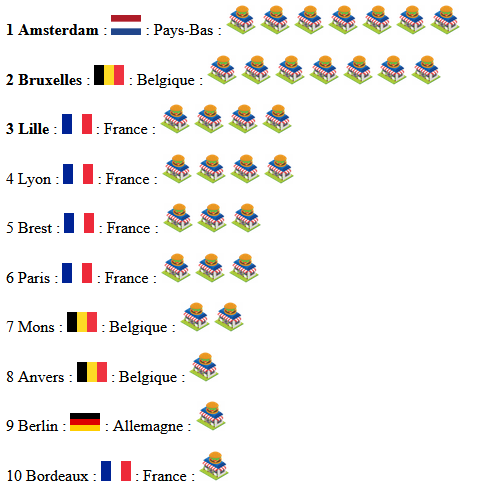 1 Amsterdam : : Pays-Bas :
2 Bruxelles : : Belgique :
3 Lille : : France :
4 Lyon : : France :
5 Brest : : France :
6 Paris : : France :
7 Mons : : Belgique :
8 Anvers : : Belgique :
9 Berlin : : Allemagne :
10 Bordeaux : : France :